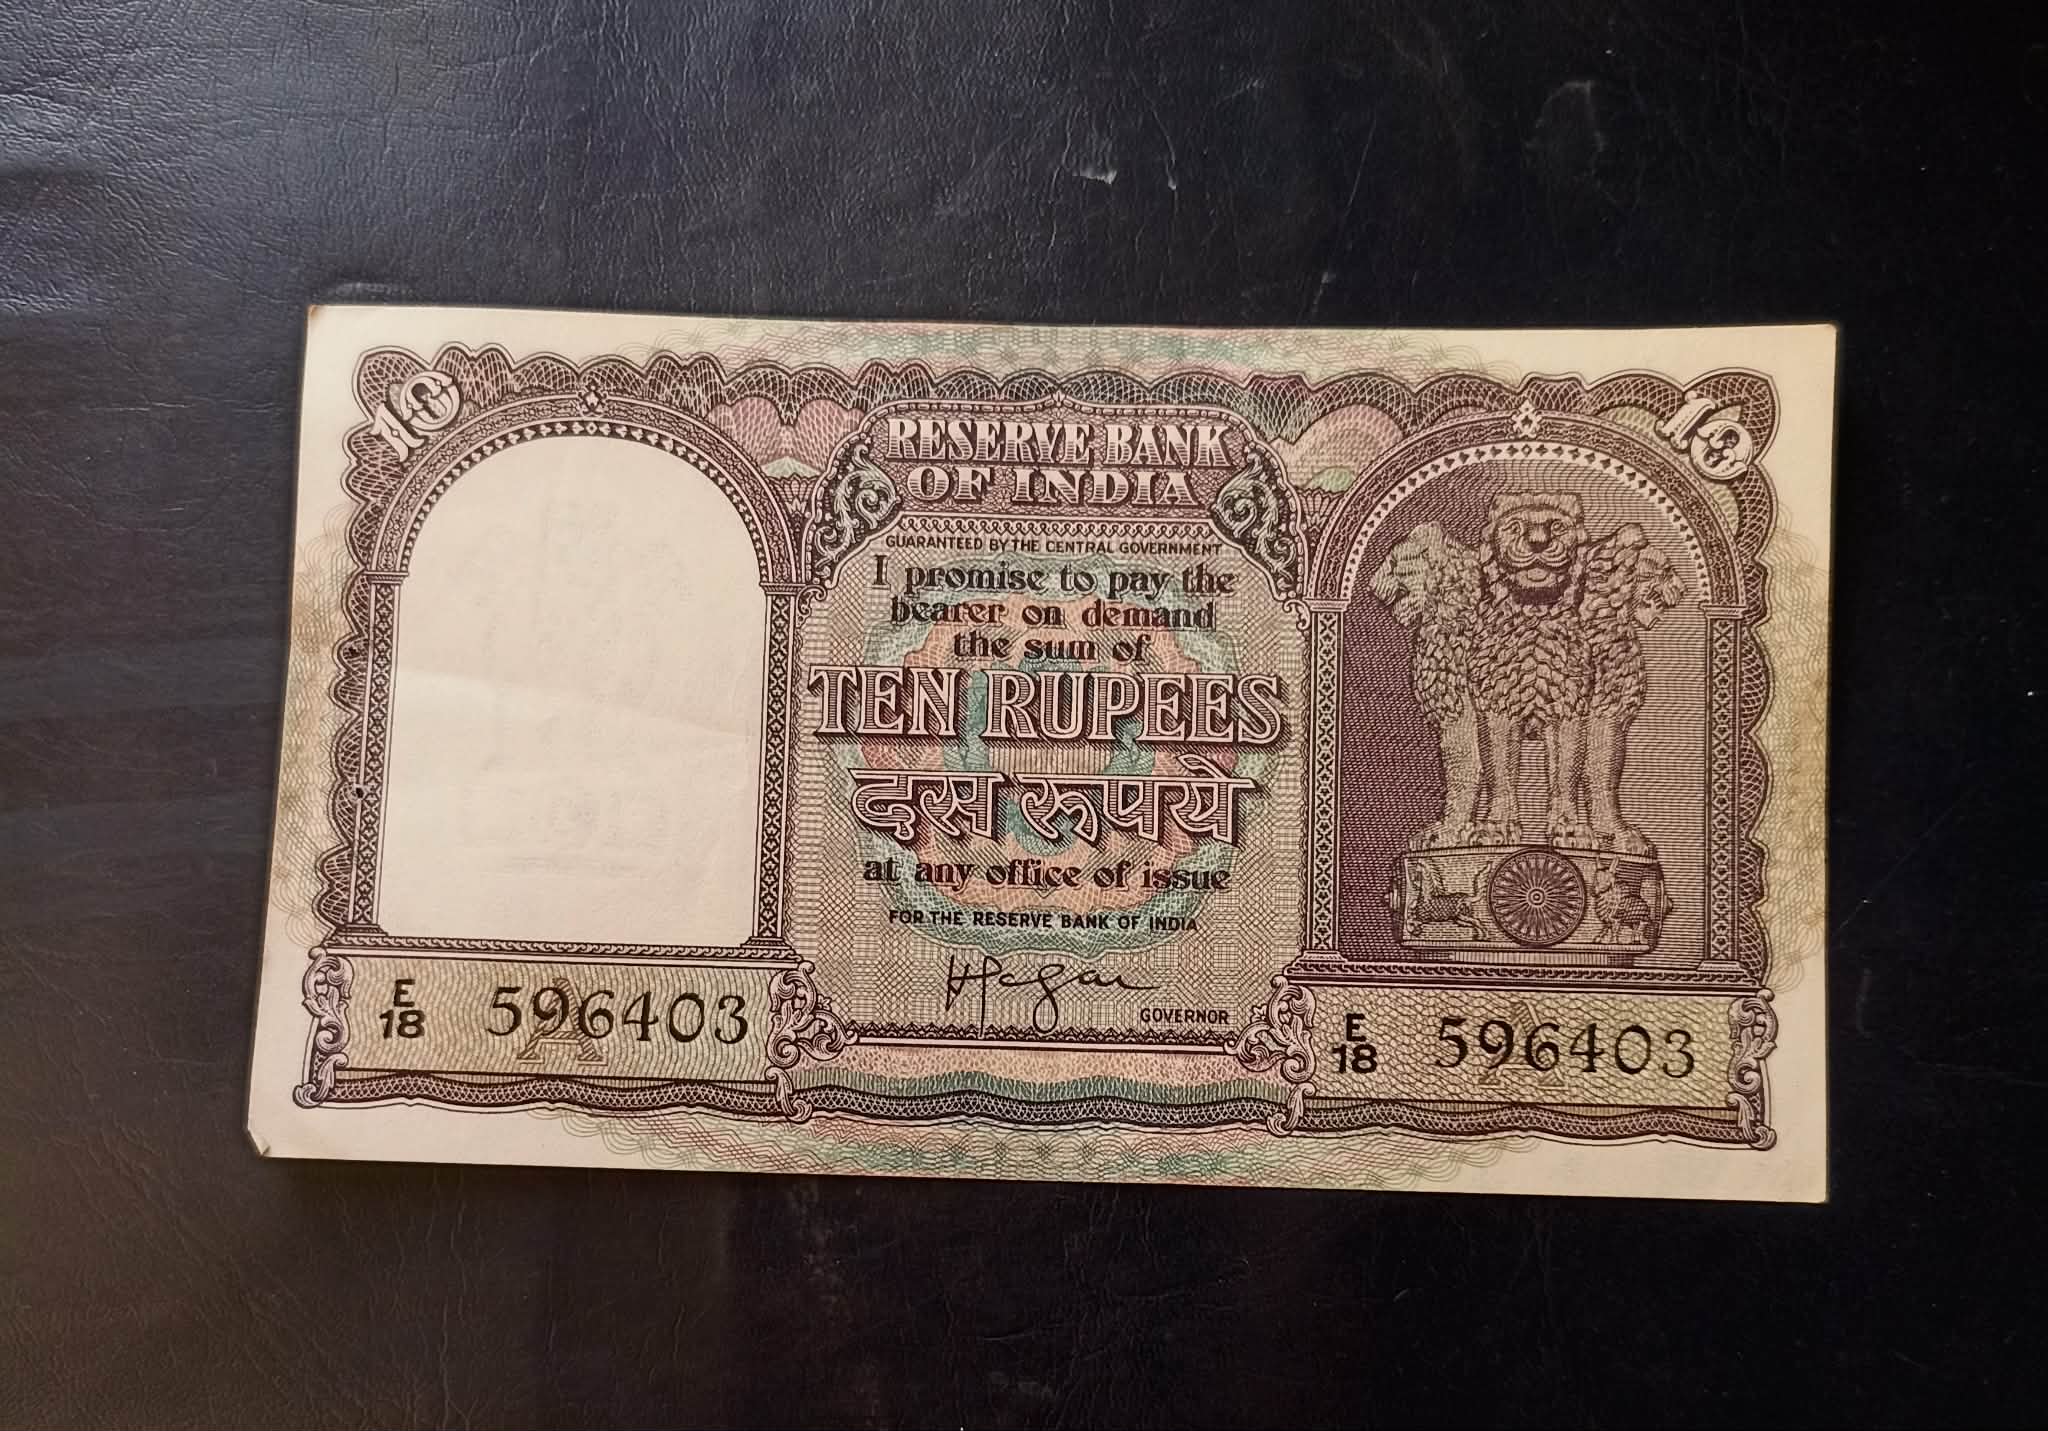 10
10
RESERVE BANK
OF INDIA
GUARANTEED BY THE CENTRAL GOVERNMENT
I promise to pay the
bearer on demand
the sum of
TEN RUPEES
दस रूपये
at any office of issue
FOR THE RESERVE BANK OF INDIA
GOVERNOR
E
18
596403
A
E
18
596403
A